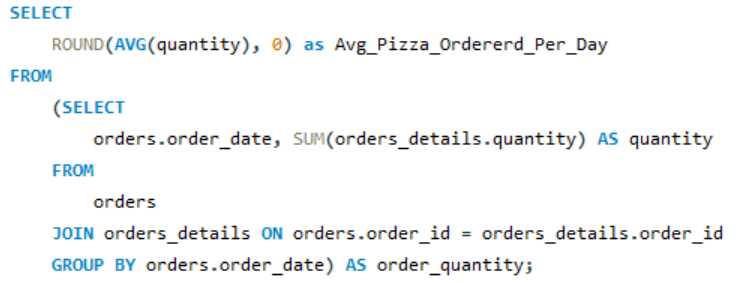 SELECT
ROUND(AVG(quantity), 0) as Avg_Pizza_Ordererd_Per_Day
FROM
(SELECT
orders.order_date, SUM(orders_details.quantity) AS quantity
FROM
orders
JOIN orders_details ON orders.order_id = orders_details.order_id
GROUP BY orders.order_date) AS order_quantity;